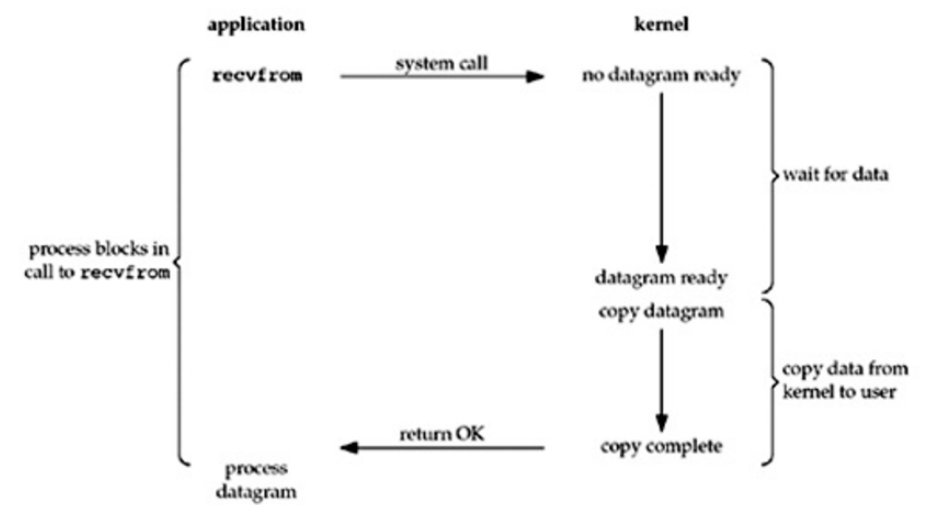 application
kernel
recvfrom
system call
no datagram ready
wait for data
process blocks in
call to recvfrom
datagram ready
copy datagram
copy data from
kernel to user
return OK
copy complete
process
datagram